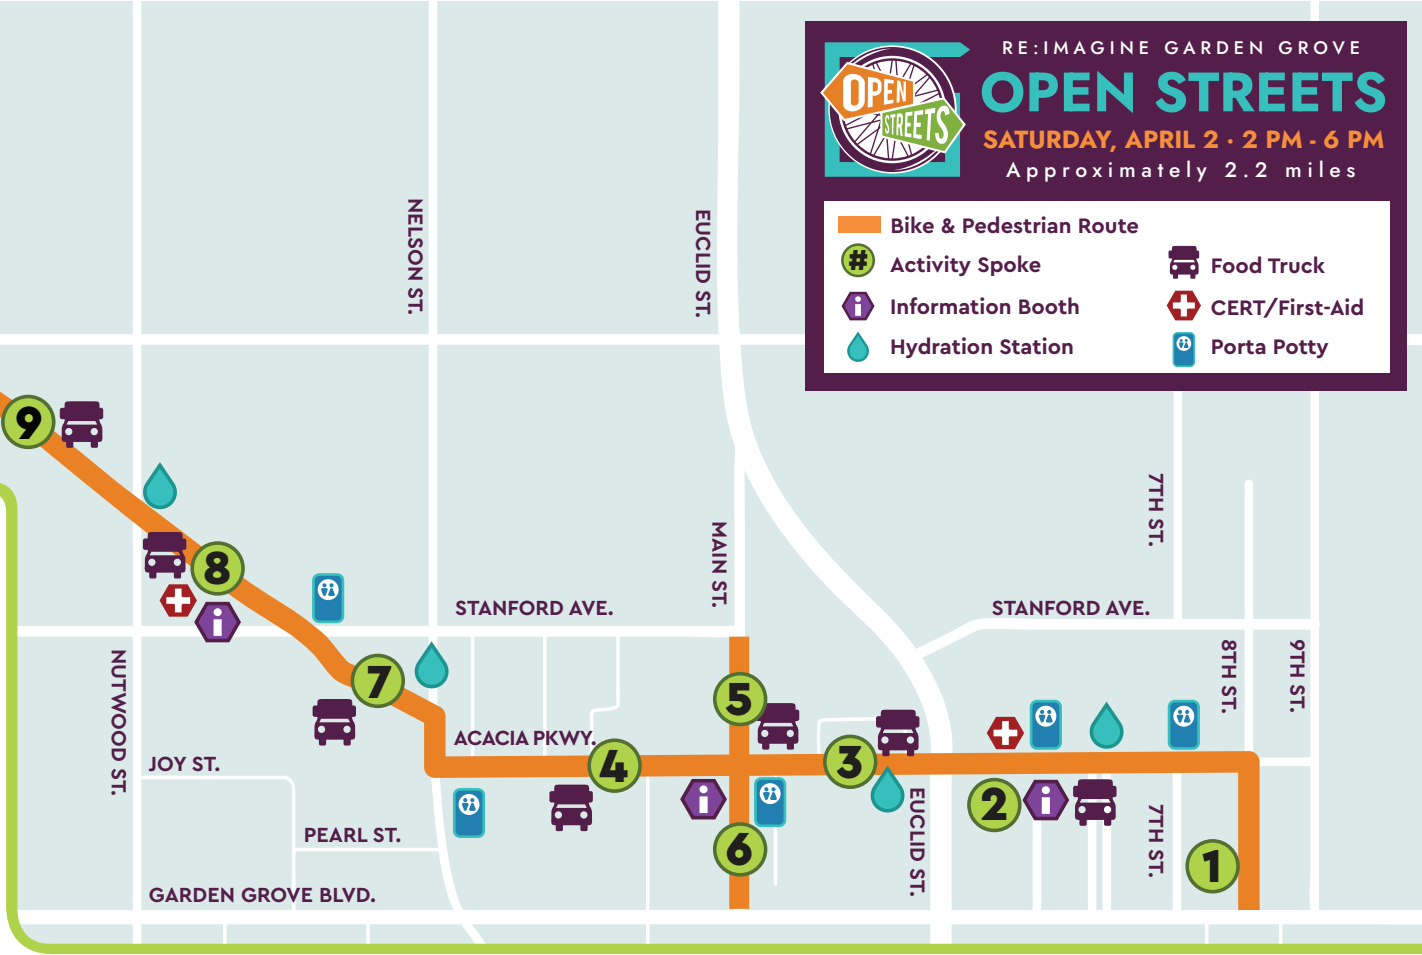 RE:IMAGINE GARDEN GROVE
OPEN STREETS
SATURDAY, APRIL 2 · 2 PM - 6 PM
Approximately 2.2 miles
OPEN
STREETS
Bike & Pedestrian Route
# Activity Spoke
Food Truck
i Information Booth
CERT/First-Aid
Hydration Station
Porta Potty
NELSON ST.
EUCLID ST.
9
7TH ST.
MAIN ST.
8
i
STANFORD AVE.
STANFORD AVE.
NUTWOOD ST.
8TH ST.
9TH ST.
7
5
ACACIA PKWY.
4
3
JOY ST.
i
2
i
EUCLID ST.
7TH ST.
PEARL ST.
6
1
GARDEN GROVE BLVD.